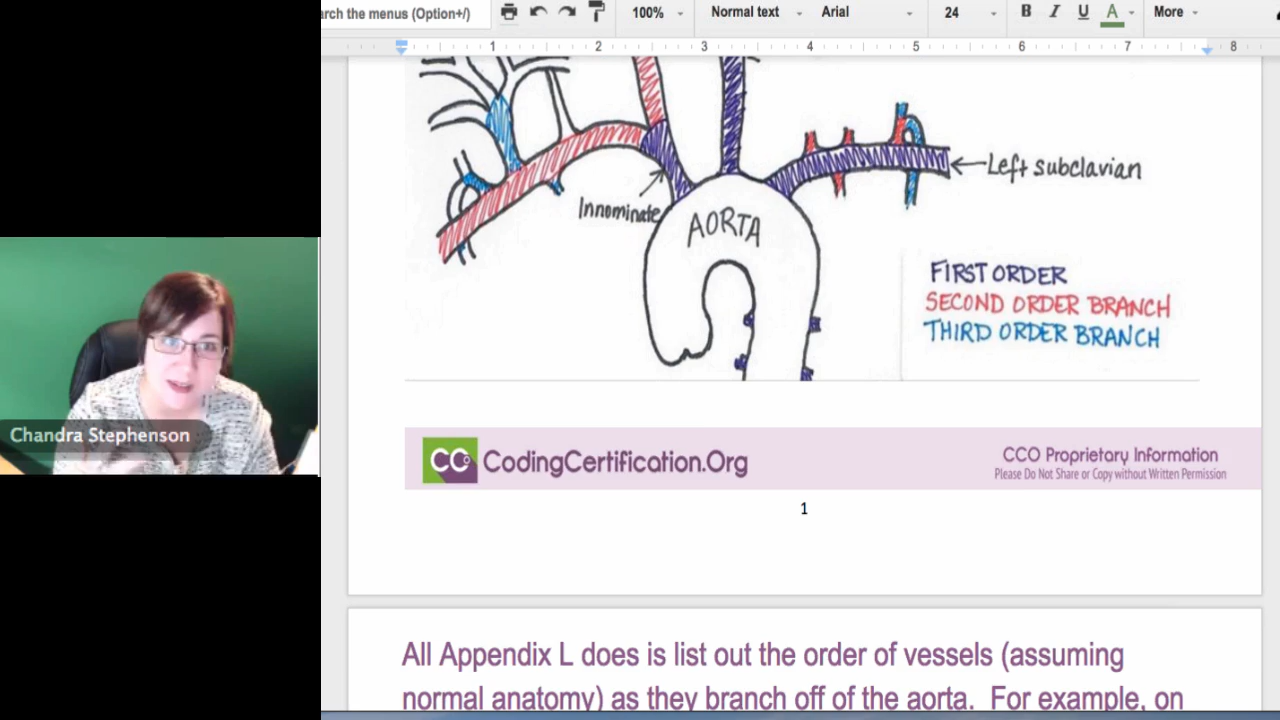 rch the menus (Option+/)
100%
Normal text
Arial
24
B I U A
More
1 2 3 4 5 6 7 8
Left subclavian
Innominate
AORTA
FIRST ORDER
SECOND ORDER BRANCH
THIRD ORDER BRANCH
Chandra Stephenson
CCO CodingCertification.Org
CCO Proprietary Information
Please Do Not Share or Copy without Written Permission
1
All Appendix L does is list out the order of vessels (assuming
normal anatomy) as they branch off of the aorta. For example, on